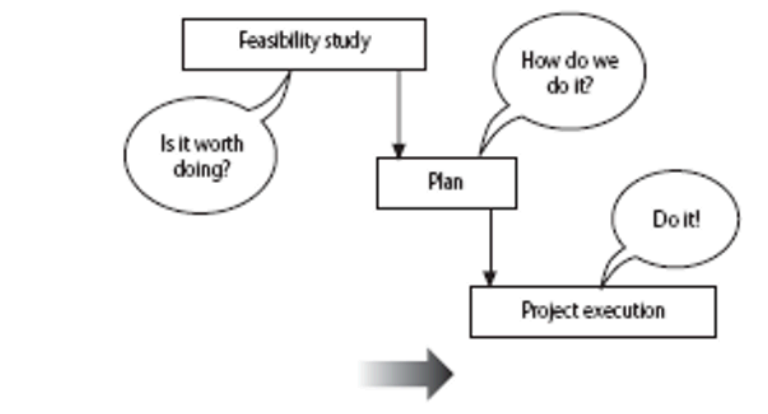 Feasibility study
How do we
do it?
Is it worth
doing?
Plan
Do it!
Project execution